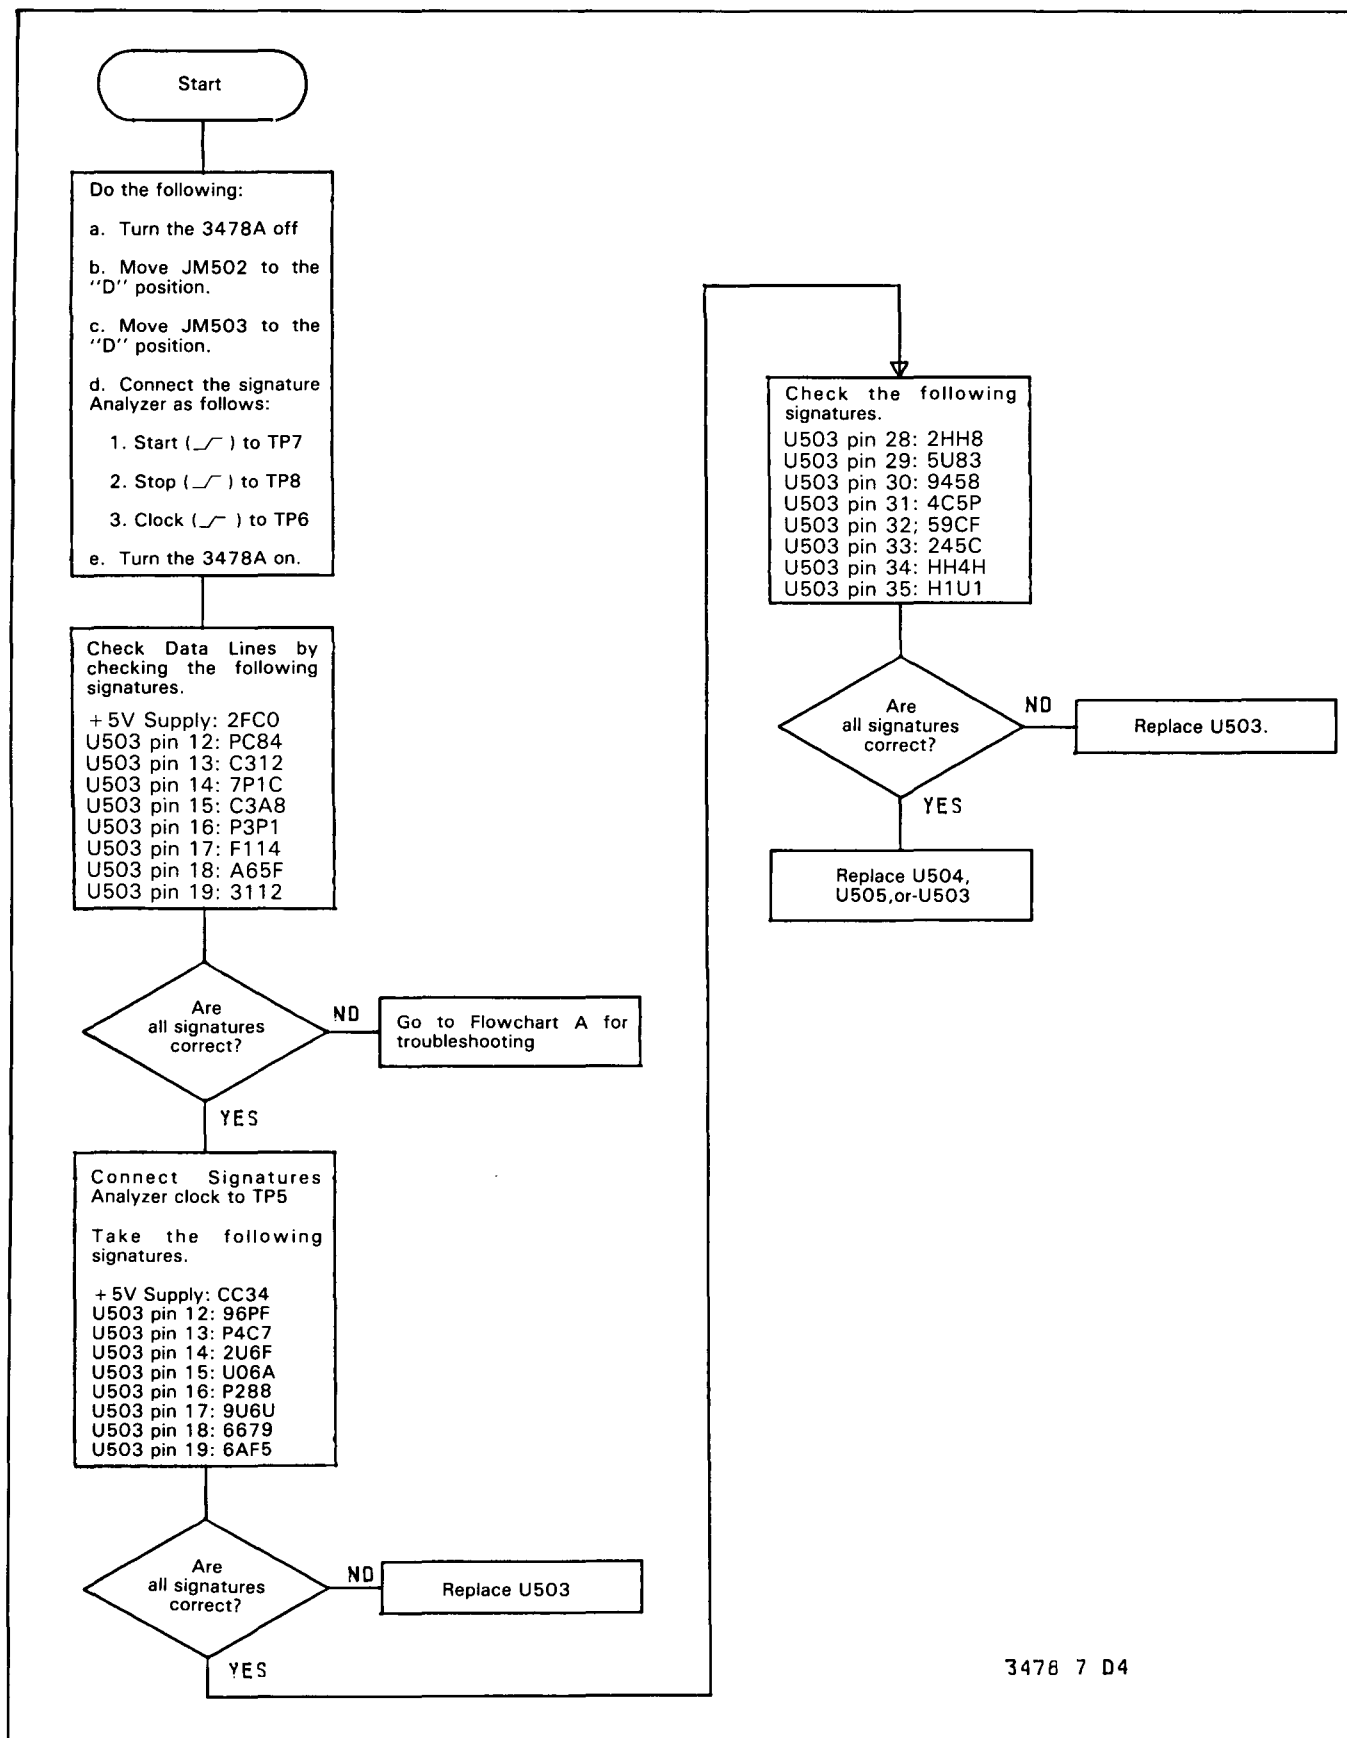 Start
Do the following:
a. Turn the 3478A off
b. Move JM502 to the
''D'' position.
c. Move JM503 to the
''D'' position.
d. Connect the signature
Analyzer as follows:
1. Start ( ) to TP7
2. Stop ( ) to TP8
3. Clock ( ) to TP6
e. Turn the 3478A on.
Check Data Lines by
checking the following
signatures.
+5V Supply: 2FC0
U503 pin 12: PC84
U503 pin 13: C312
U503 pin 14: 7P1C
U503 pin 15: C3A8
U503 pin 16: P3P1
U503 pin 17: F114
U503 pin 18: A65F
U503 pin 19: 3112
Are
all signatures
correct?
NO
Go to Flowchart A for
troubleshooting
YES
Connect Signatures
Analyzer clock to TP5
Take the following
signatures.
+5V Supply: CC34
U503 pin 12: 96PF
U503 pin 13: P4C7
U503 pin 14: 2U6F
U503 pin 15: U06A
U503 pin 16: P288
U503 pin 17: 9U6U
U503 pin 18: 6679
U503 pin 19: 6AF5
Are
all signatures
correct?
NO
Replace U503
YES
Check the following
signatures.
U503 pin 28: 2HH8
U503 pin 29: 5U83
U503 pin 30: 9458
U503 pin 31: 4C5P
U503 pin 32; 59CF
U503 pin 33: 245C
U503 pin 34: HH4H
U503 pin 35: H1U1
Are
all signatures
correct?
NO
Replace U503.
YES
Replace U504,
U505,or-U503
3478 7 D4